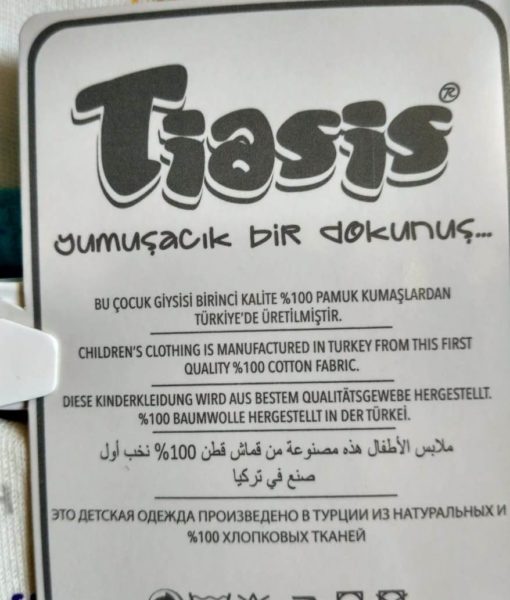 Tiasis®
yumuşacık bir dokunuş...
BU ÇOCUK GİYSİSİ BİRİNCİ KALİTE %100 PAMUK KUMAŞLARDAN
TÜRKİYE'DE ÜRETİLMİŞTİR.
CHILDREN'S CLOTHING IS MANUFACTURED IN TURKEY FROM THIS FIRST
QUALITY %100 COTTON FABRIC.
DIESE KINDERKLEIDUNG WIRD AUS BESTEM QUALITÄTSGEWEBE HERGESTELLT.
%100 BAUMWOLLE HERGESTELLT IN DER TÜRKEİ.
ملابس الأطفال هذه مصنوعة من قماش قطن 100% نخب أول
صنع في تركيا
ЭТО ДЕТСКАЯ ОДЕЖДА ПРОИЗВЕДЕНО В ТУРЦИИ ИЗ НАТУРАЛЬНЫХ И
%100 ХЛОПКОВЫХ ТКАНЕЙ